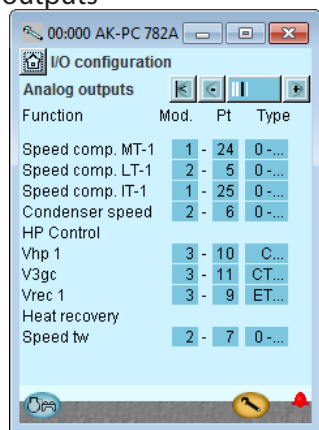 outputs
00:000 AK-PC 782A
I/O configuration
Analog outputs
Function Mod. Pt Type
Speed comp. MT-1 1 - 24 0 -...
Speed comp. LT-1 2 - 5 0 -...
Speed comp. IT-1 1 - 25 0 -...
Condenser speed 2 - 6 0 -...
HP Control
Vhp 1 3 - 10 C...
V3gc 3 - 11 CT...
Vrec 1 3 - 9 ET...
Heat recovery
Speed tw 2 - 7 0 -...